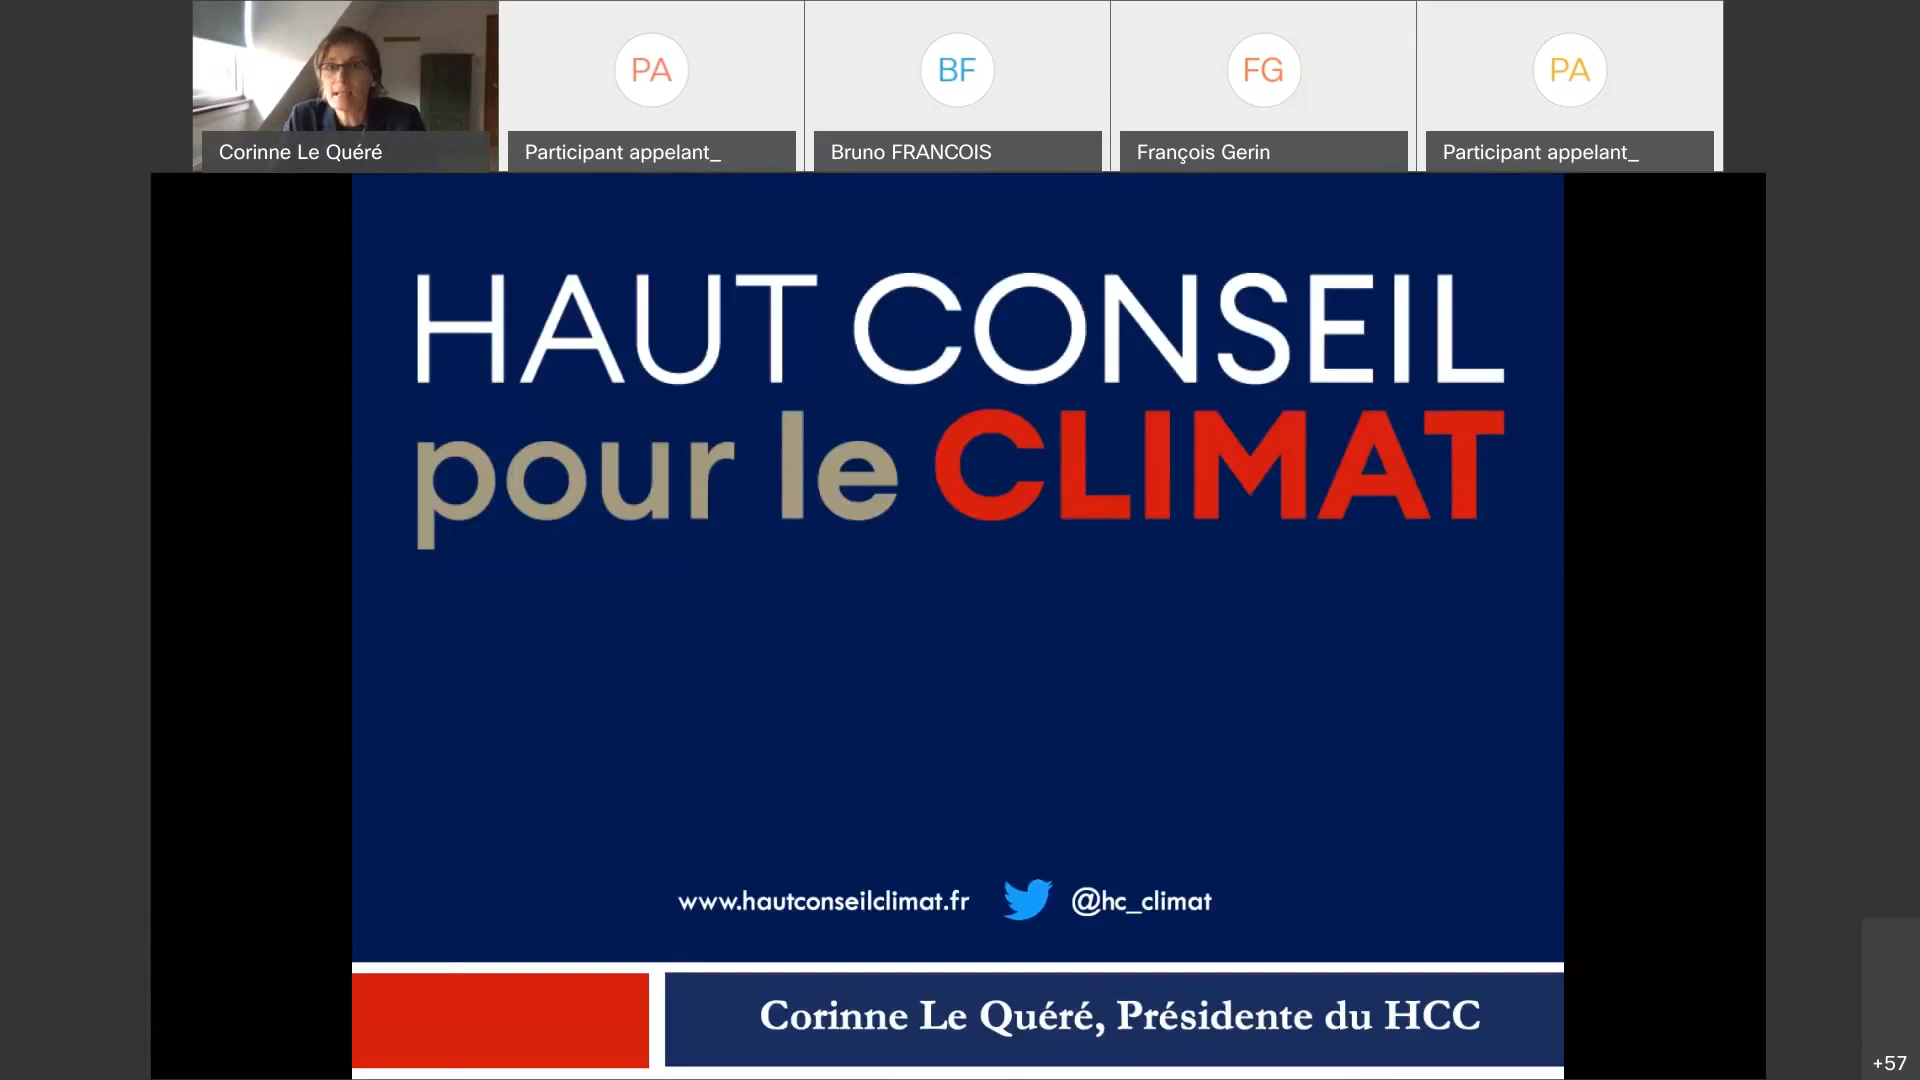 PA
BF
FG
PA
Corinne Le Quéré
Participant appelant_
Bruno FRANCOIS
François Gerin
Participant appelant_
HAUT CONSEIL
pour le CLIMAT
www.hautconseilclimat.fr
@hc_climat
Corinne Le Quéré, Présidente du HCC
+57